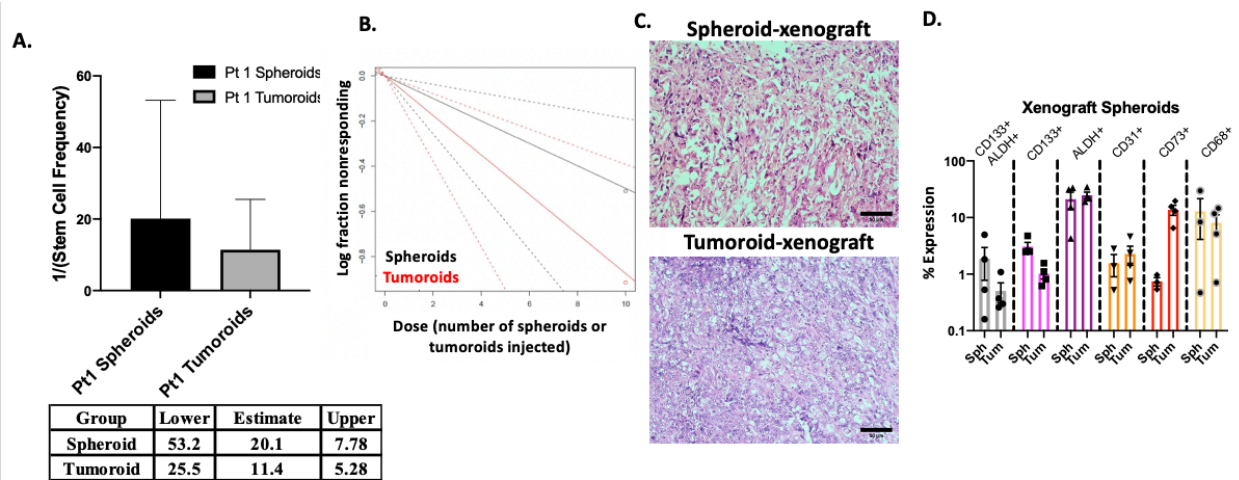 A.
60
40
20
0
1/(Stem Cell Frequency)
Pt 1 Spheroids
Pt 1 Tumoroids
Pt1 Spheroids
Pt1 Tumoroids
Group Lower Estimate Upper
Spheroid 53.2 20.1 7.78
Tumoroid 25.5 11.4 5.28
B.
Log fraction nonresponding
0.0
-0.2
-0.4
-0.6
-0.8
Spheroids
Tumoroids
0 2 4 6 8 10
Dose (number of spheroids or
tumoroids injected)
C.
Spheroid-xenograft
Tumoroid-xenograft
D.
Xenograft Spheroids
CD133+
ALDH+
CD133+
ALDH+
CD31+
CD73+
CD68+
% Expression
100
10
1
0.1
Sph Tum Sph Tum Sph Tum Sph Tum Sph Tum Sph Tum